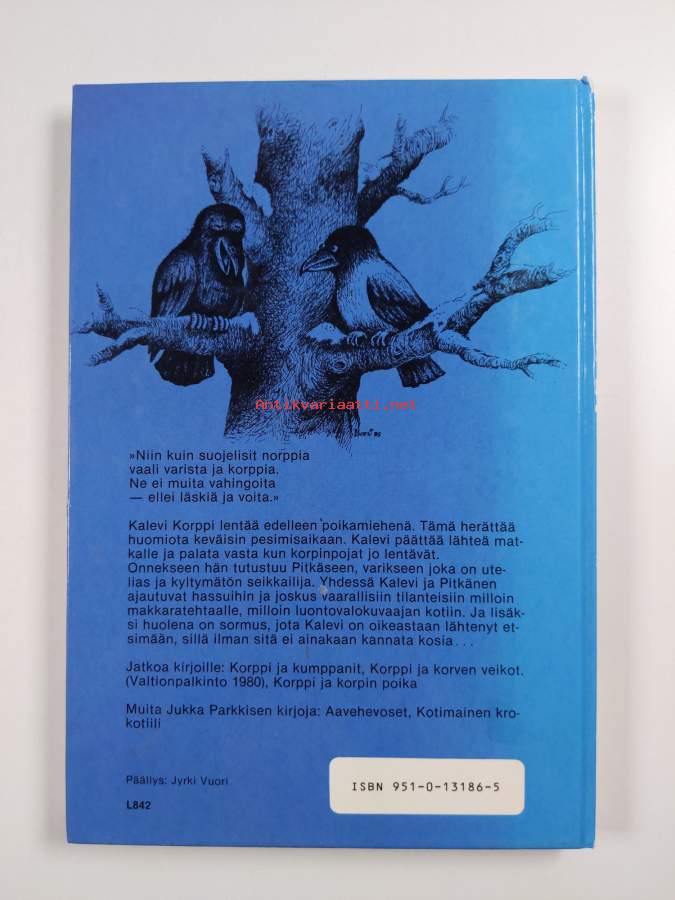 Antikvariaatti.net
»Niin kuin suojelisit norppia
vaali varista ja korppia.
Ne ei muita vahingoita
— ellei läskiä ja voita.»
Kalevi Korppi lentää edelleen poikamiehenä. Tämä herättää
huomiota keväisin pesimisaikaan. Kalevi päättää lähteä mat-
kalle ja palata vasta kun korpinpojat jo lentävät.
Onnekseen hän tutustuu Pitkäseen, varikseen joka on ute-
lias ja kyltymätön seikkailija. Yhdessä Kalevi ja Pitkänen
ajautuvat hassuihin ja joskus vaarallisiin tilanteisiin milloin
makkaratehtaalle, milloin luontovalokuvaajan kotiin. Ja lisäk-
si huolena on sormus, jota Kalevi on oikeastaan lähtenyt et-
simään, sillä ilman sitä ei ainakaan kannata kosia...
Jatkoa kirjoille: Korppi ja kumppanit, Korppi ja korven veikot.
(Valtionpalkinto 1980), Korppi ja korpin poika
Muita Jukka Parkkisen kirjoja: Aavehevoset, Kotimainen kro-
kotiili
Päällys: Jyrki Vuori
ISBN 951-0-13186-5
L842